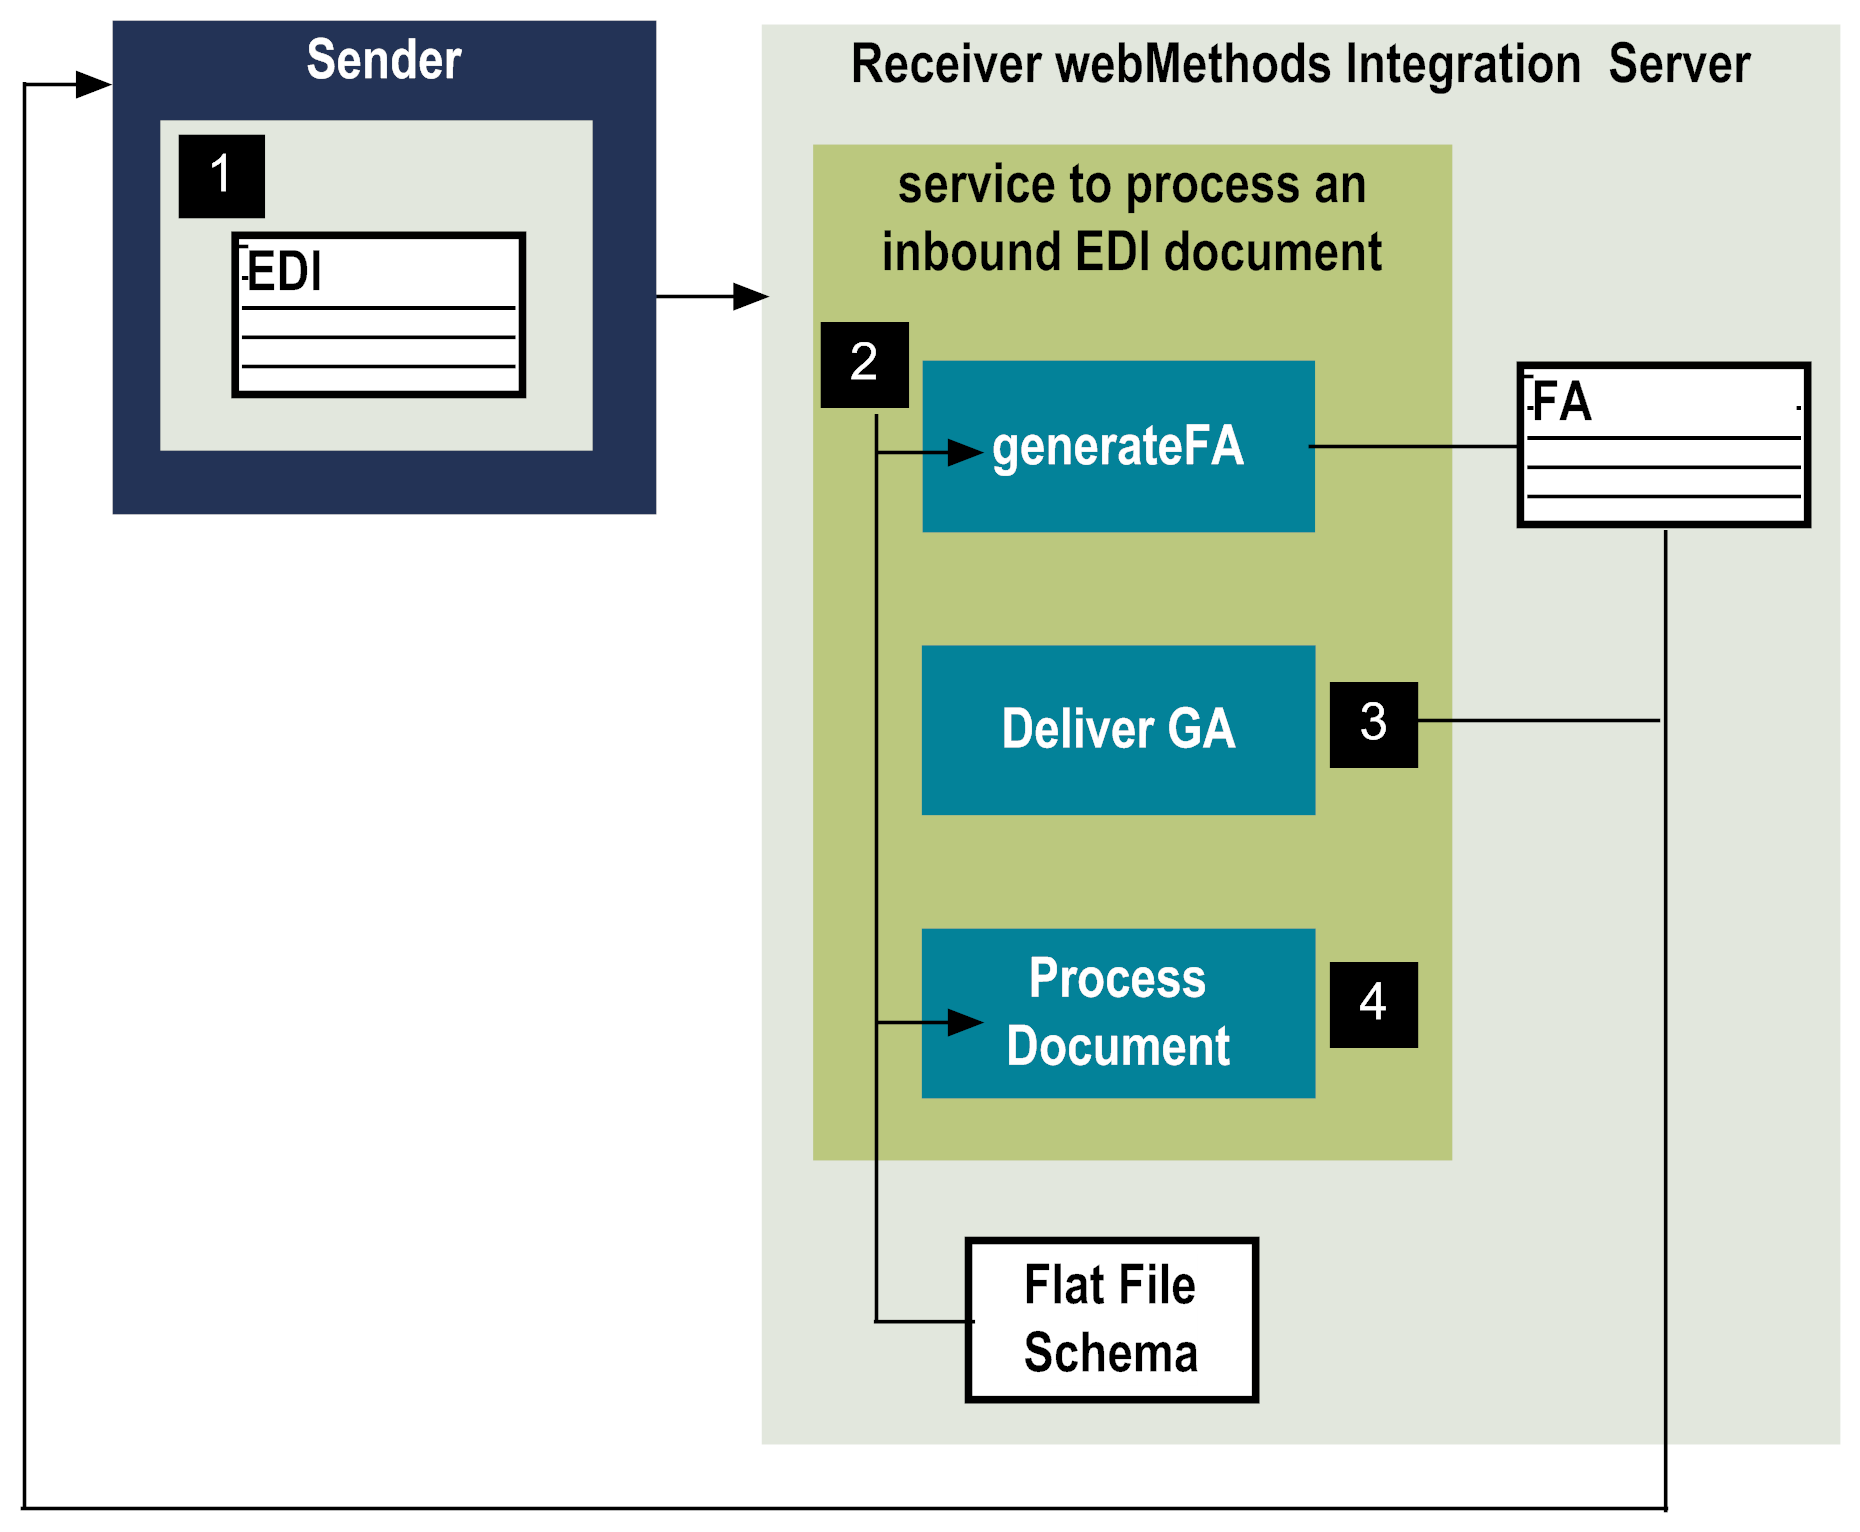 Sender
1
EDI
Receiver webMethods Integration Server
service to process an
inbound EDI document
2
generateFA
FA
Deliver GA
3
Process
Document
4
Flat File
Schema